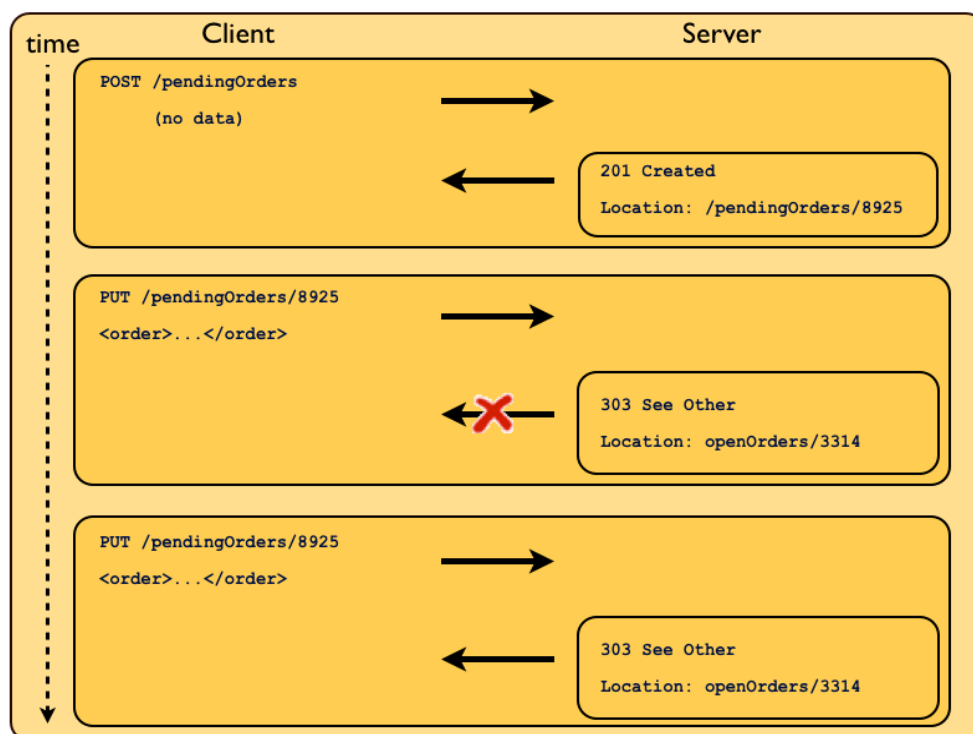 Client
Server
time
POST /pendingOrders
(no data)
201 Created
Location: /pendingOrders/8925
PUT /pendingOrders/8925
<order>...</order>
303 See Other
Location: openOrders/3314
PUT /pendingOrders/8925
<order>...</order>
303 See Other
Location: openOrders/3314